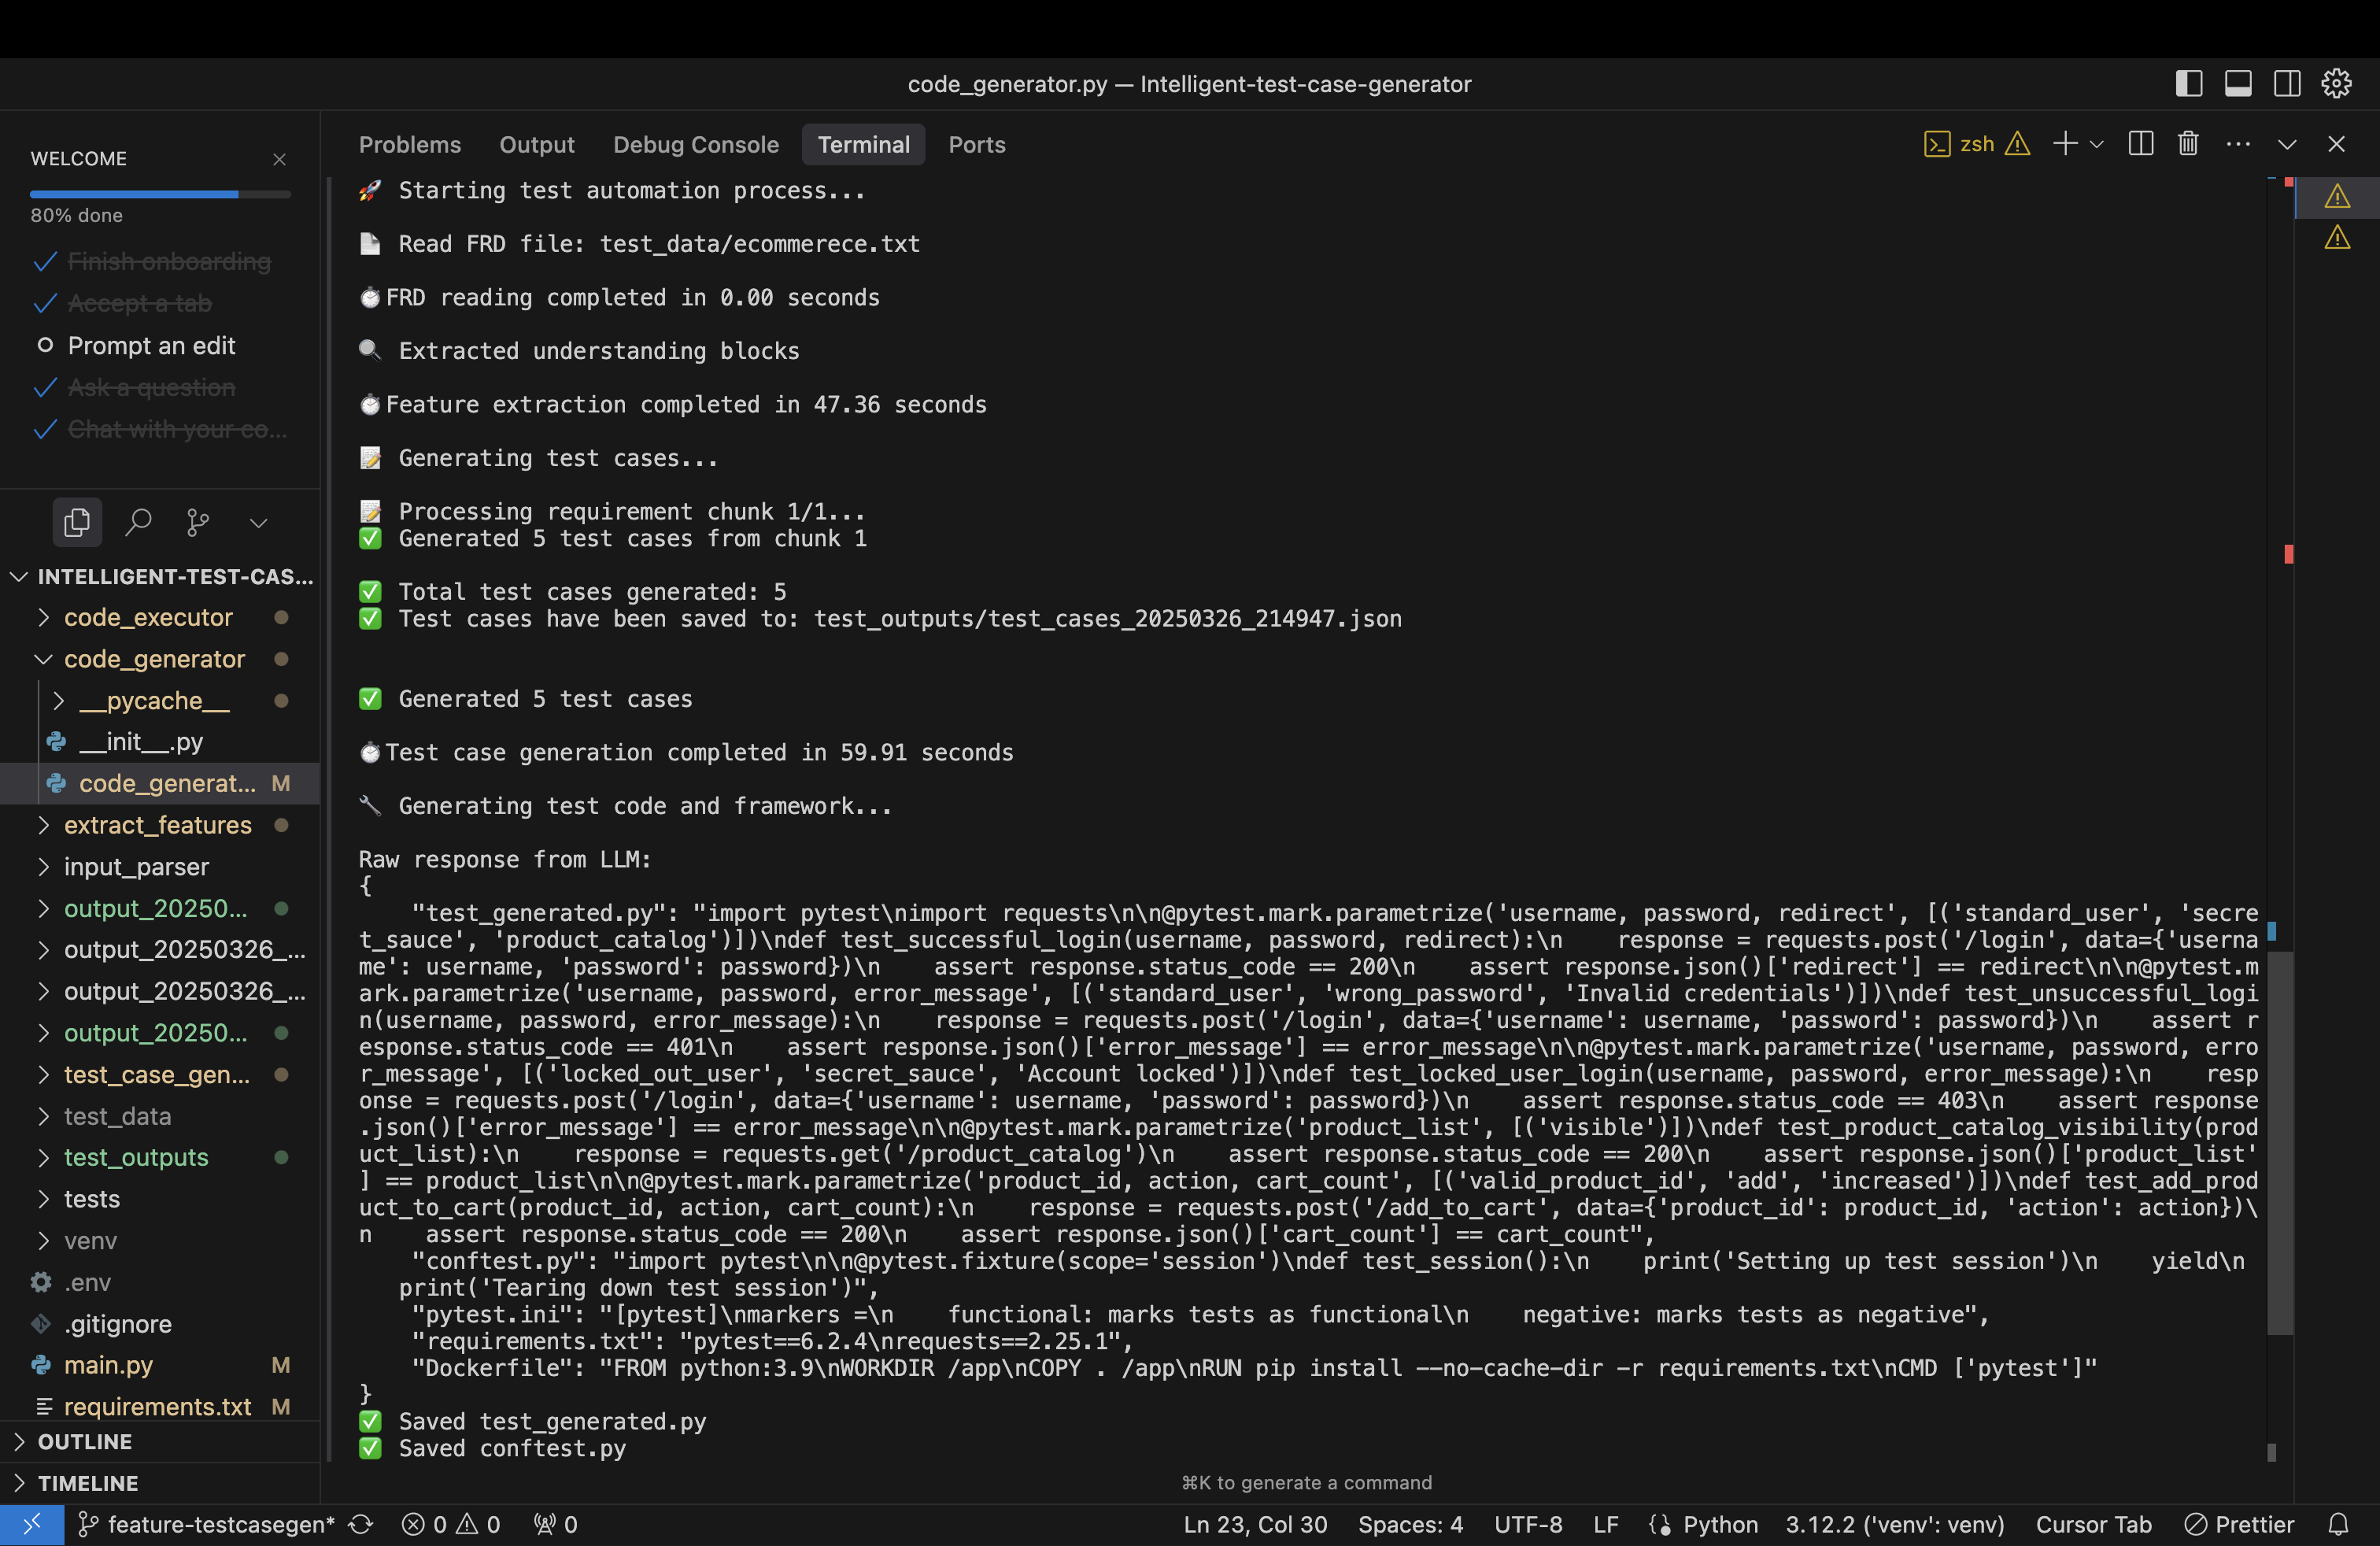 code_generator.py — Intelligent-test-case-generator
WELCOME
80% done
Finish onboarding
Accept a tab
Prompt an edit
Ask a question
Chat with your co...
INTELLIGENT-TEST-CAS...
code_executor
code_generator
__pycache__
__init__.py
code_generat... M
extract_features
input_parser
output_20250...
output_20250326_...
output_20250326_...
output_20250...
test_case_gen...
test_data
test_outputs
tests
venv
.env
.gitignore
main.py M
requirements.txt M
OUTLINE
TIMELINE
Problems Output Debug Console Terminal Ports
zsh
🚀 Starting test automation process...
📄 Read FRD file: test_data/ecommerece.txt
⏱️FRD reading completed in 0.00 seconds
🔍 Extracted understanding blocks
⏱️Feature extraction completed in 47.36 seconds
📝 Generating test cases...
📝 Processing requirement chunk 1/1...
✅ Generated 5 test cases from chunk 1
✅ Total test cases generated: 5
✅ Test cases have been saved to: test_outputs/test_cases_20250326_214947.json
✅ Generated 5 test cases
⏱️Test case generation completed in 59.91 seconds
🔧 Generating test code and framework...
Raw response from LLM:
{
    "test_generated.py": "import pytest\nimport requests\n\n@pytest.mark.parametrize('username, password, redirect', [('standard_user', 'secre
t_sauce', 'product_catalog')])\ndef test_successful_login(username, password, redirect):\n    response = requests.post('/login', data={'userna
me': username, 'password': password})\n    assert response.status_code == 200\n    assert response.json()['redirect'] == redirect\n\n@pytest.m
ark.parametrize('username, password, error_message', [('standard_user', 'wrong_password', 'Invalid credentials')])\ndef test_unsuccessful_logi
n(username, password, error_message):\n    response = requests.post('/login', data={'username': username, 'password': password})\n    assert r
esponse.status_code == 401\n    assert response.json()['error_message'] == error_message\n\n@pytest.mark.parametrize('username, password, erro
r_message', [('locked_out_user', 'secret_sauce', 'Account locked')])\ndef test_locked_user_login(username, password, error_message):\n    resp
onse = requests.post('/login', data={'username': username, 'password': password})\n    assert response.status_code == 403\n    assert response
.json()['error_message'] == error_message\n\n@pytest.mark.parametrize('product_list', [('visible')])\ndef test_product_catalog_visibility(prod
uct_list):\n    response = requests.get('/product_catalog')\n    assert response.status_code == 200\n    assert response.json()['product_list'
] == product_list\n\n@pytest.mark.parametrize('product_id, action, cart_count', [('valid_product_id', 'add', 'increased')])\ndef test_add_prod
uct_to_cart(product_id, action, cart_count):\n    response = requests.post('/add_to_cart', data={'product_id': product_id, 'action': action})\
n    assert response.status_code == 200\n    assert response.json()['cart_count'] == cart_count",
    "conftest.py": "import pytest\n\n@pytest.fixture(scope='session')\ndef test_session():\n    print('Setting up test session')\n    yield\n
   print('Tearing down test session')",
    "pytest.ini": "[pytest]\nmarkers =\n    functional: marks tests as functional\n    negative: marks tests as negative",
    "requirements.txt": "pytest==6.2.4\nrequests==2.25.1",
    "Dockerfile": "FROM python:3.9\nWORKDIR /app\nCOPY . /app\nRUN pip install --no-cache-dir -r requirements.txt\nCMD ['pytest']"
}
✅ Saved test_generated.py
✅ Saved conftest.py
⌘K to generate a command
feature-testcasegen* 0 0 0 Ln 23, Col 30 Spaces: 4 UTF-8 LF Python 3.12.2 ('venv': venv) Cursor Tab Prettier